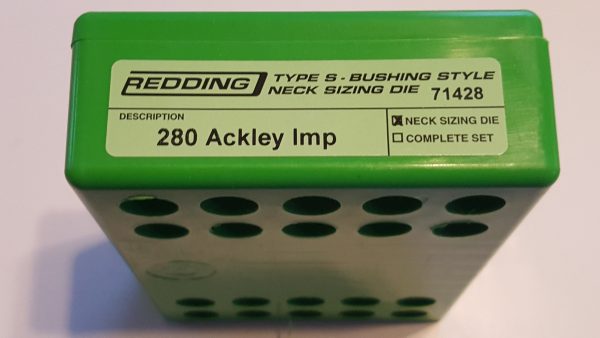 REDDING TYPE S - BUSHING STYLE
NECK SIZING DIE 71428
DESCRIPTION
280 Ackley Imp
NECK SIZING DIE
COMPLETE SET